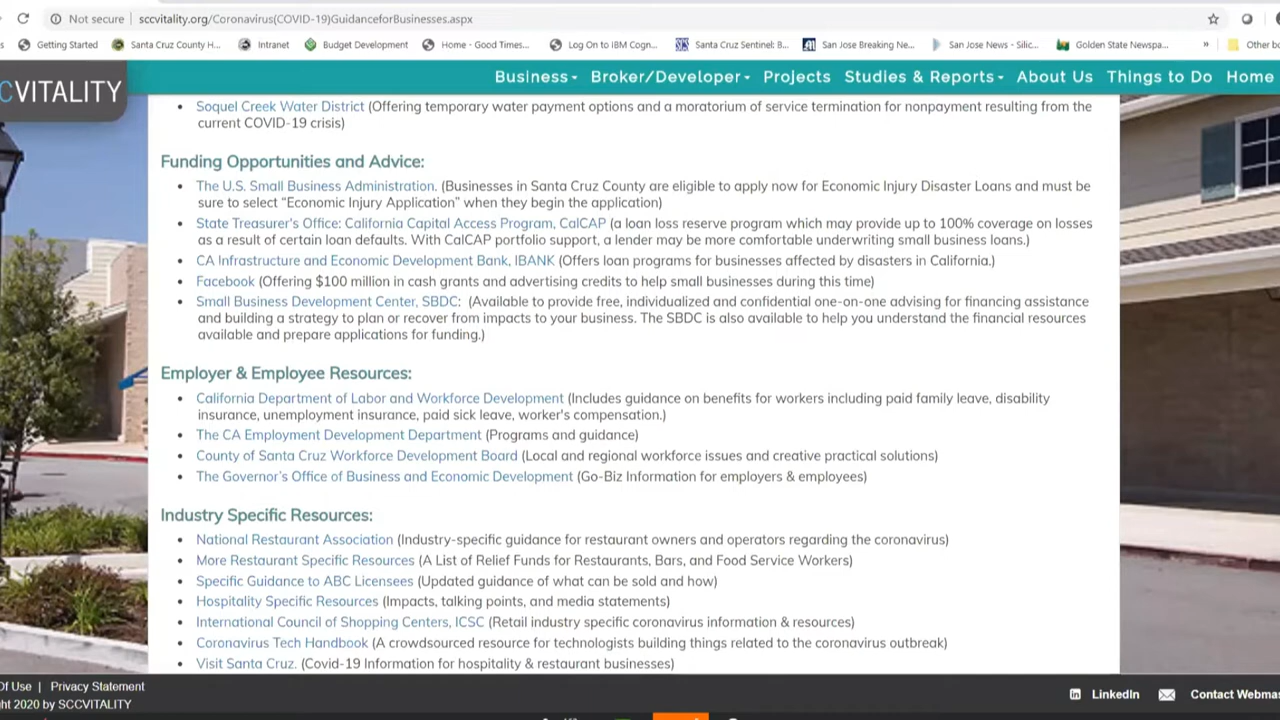 Not secure | sccvitality.org/Coronavirus(COVID-19)GuidanceforBusinesses.aspx
Getting Started Santa Cruz County H... Intranet Budget Development Home - Good Times... Log On to IBM Cogn... Santa Cruz Sentinel: B... San Jose Breaking Ne... San Jose News - Silic... Golden State Newspa... » Other bo
CVITALITY
Business Broker/Developer Projects Studies & Reports About Us Things to Do Home
• Soquel Creek Water District (Offering temporary water payment options and a moratorium of service termination for nonpayment resulting from the
current COVID-19 crisis)
Funding Opportunities and Advice:
• The U.S. Small Business Administration. (Businesses in Santa Cruz County are eligible to apply now for Economic Injury Disaster Loans and must be
sure to select “Economic Injury Application” when they begin the application)
• State Treasurer's Office: California Capital Access Program, CalCAP (a loan loss reserve program which may provide up to 100% coverage on losses
as a result of certain loan defaults. With CalCAP portfolio support, a lender may be more comfortable underwriting small business loans.)
• CA Infrastructure and Economic Development Bank, IBANK (Offers loan programs for businesses affected by disasters in California.)
• Facebook (Offering $100 million in cash grants and advertising credits to help small businesses during this time)
• Small Business Development Center, SBDC: (Available to provide free, individualized and confidential one-on-one advising for financing assistance
and building a strategy to plan or recover from impacts to your business. The SBDC is also available to help you understand the financial resources
available and prepare applications for funding.)
Employer & Employee Resources:
• California Department of Labor and Workforce Development (Includes guidance on benefits for workers including paid family leave, disability
insurance, unemployment insurance, paid sick leave, worker's compensation.)
• The CA Employment Development Department (Programs and guidance)
• County of Santa Cruz Workforce Development Board (Local and regional workforce issues and creative practical solutions)
• The Governor's Office of Business and Economic Development (Go-Biz Information for employers & employees)
Industry Specific Resources:
• National Restaurant Association (Industry-specific guidance for restaurant owners and operators regarding the coronavirus)
• More Restaurant Specific Resources (A List of Relief Funds for Restaurants, Bars, and Food Service Workers)
• Specific Guidance to ABC Licensees (Updated guidance of what can be sold and how)
• Hospitality Specific Resources (Impacts, talking points, and media statements)
• International Council of Shopping Centers, ICSC (Retail industry specific coronavirus information & resources)
• Coronavirus Tech Handbook (A crowdsourced resource for technologists building things related to the coronavirus outbreak)
• Visit Santa Cruz. (Covid-19 Information for hospitality & restaurant businesses)
Of Use | Privacy Statement
ht 2020 by SCCVITALITY
LinkedIn Contact Webmas